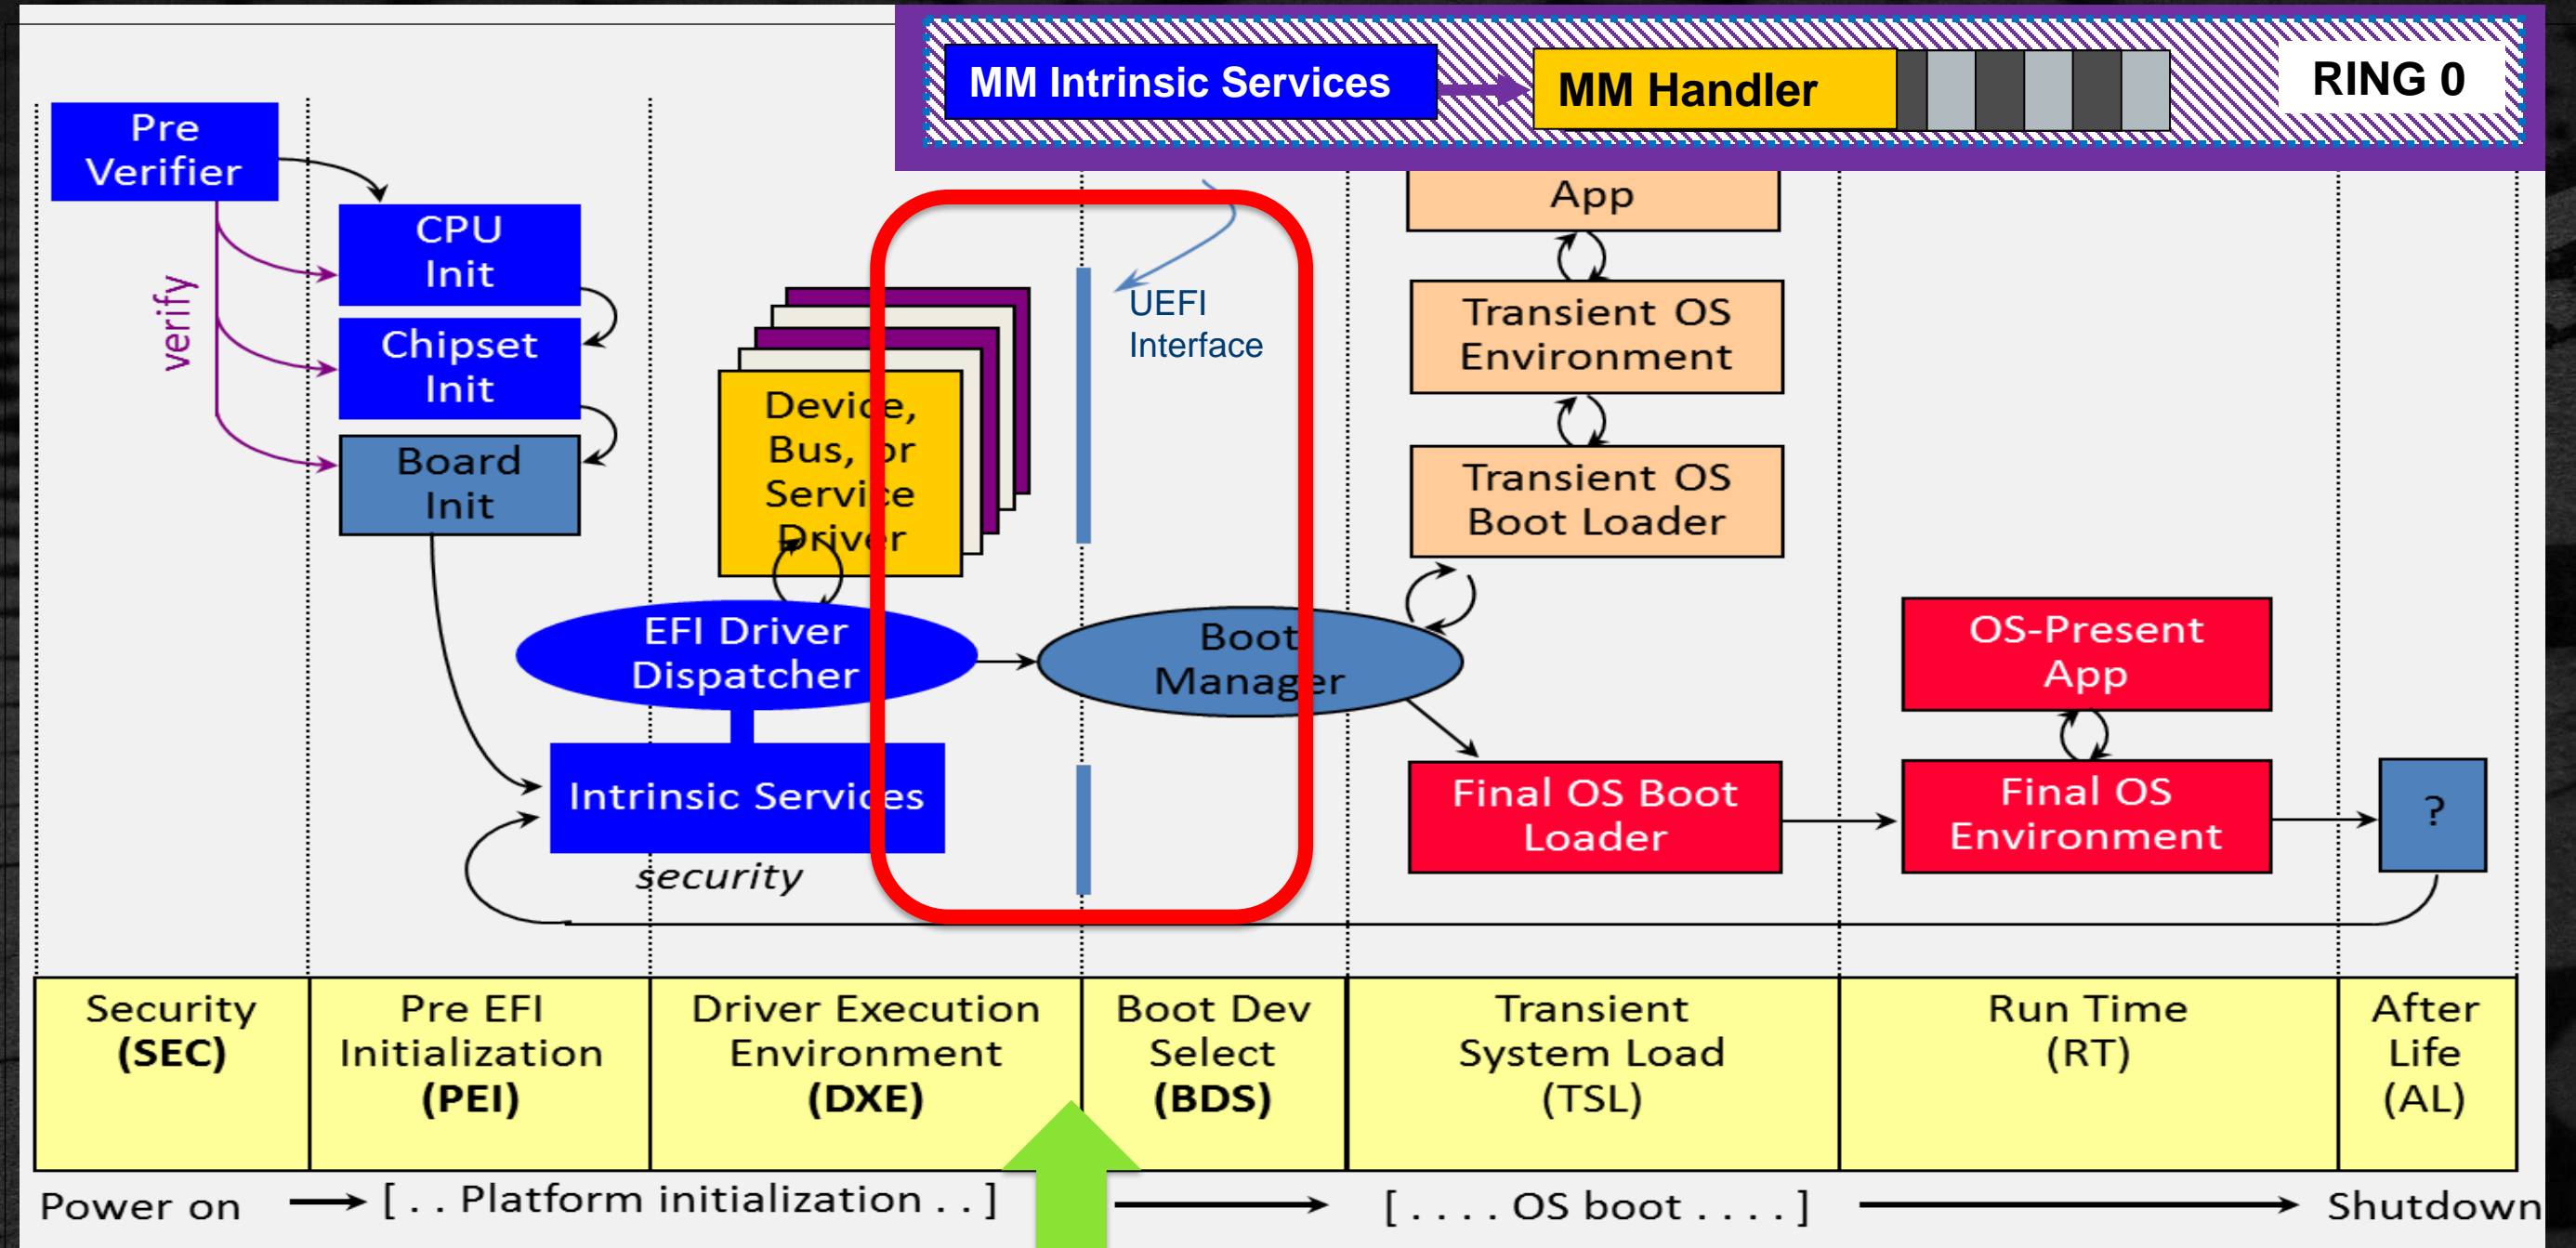 MM Intrinsic Services
MM Handler
RING 0
Pre
Verifier
verify
CPU
Init
Chipset
Init
Board
Init
Device,
Bus, or
Service
Driver
EFI Driver
Dispatcher
Intrinsic Services
security
UEFI
Interface
Boot
Manager
App
Transient OS
Environment
Transient OS
Boot Loader
Final OS Boot
Loader
OS-Present
App
Final OS
Environment
?
Security
(SEC)
Pre EFI
Initialization
(PEI)
Driver Execution
Environment
(DXE)
Boot Dev
Select
(BDS)
Transient
System Load
(TSL)
Run Time
(RT)
After
Life
(AL)
Power on
[ . . Platform initialization . . ]
[ . . . . OS boot . . . . ]
Shutdown